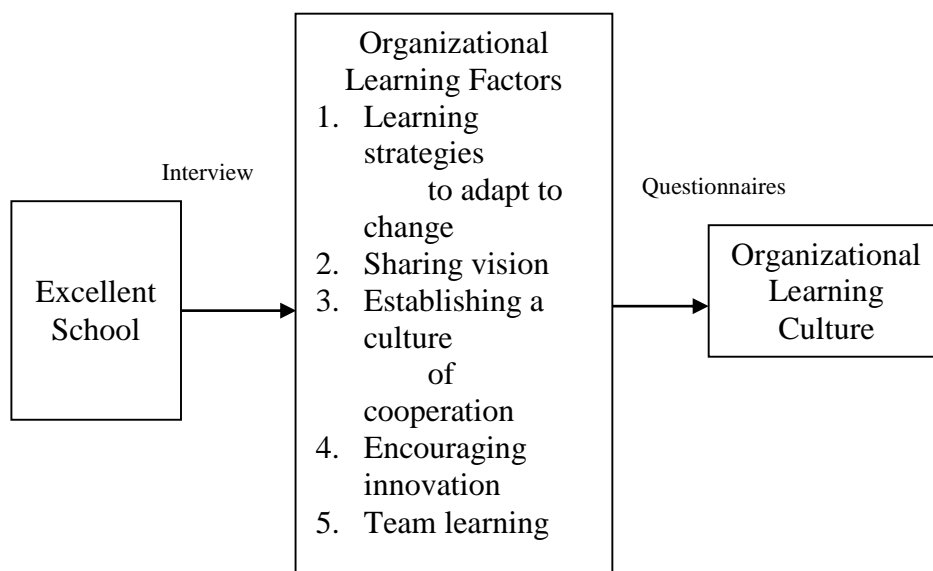 Interview
Excellent
School
Organizational
Learning Factors
1. Learning
strategies
to adapt to
change
2. Sharing vision
3. Establishing a
culture
of
cooperation
4. Encouraging
innovation
5. Team learning
Questionnaires
Organizational
Learning
Culture